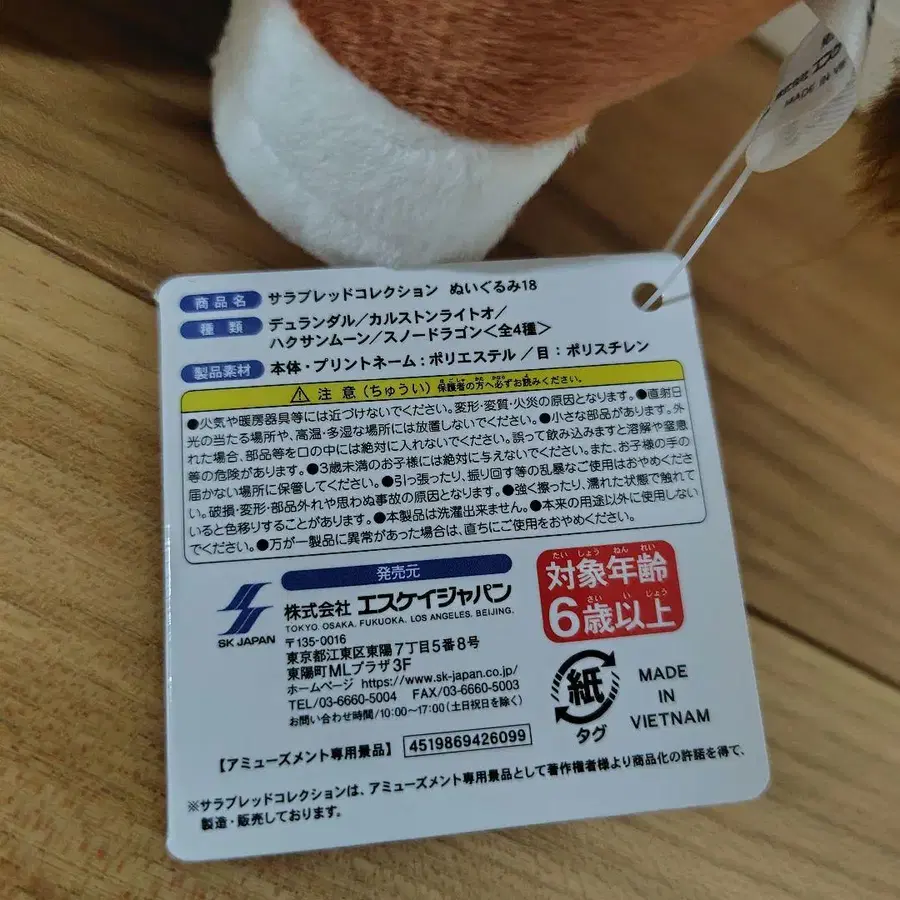 MADE IN VI
商品名 サラブレッドコレクション ぬいぐるみ18
種類 デュランダル/カルストンライトオ/
ハクサンムーン/スノードラゴン<全4種>
製品素材 本体・プリントネーム:ポリエステル/目:ポリスチレン
⚠ 注意(ちゅうい) 保護者の方へ必ずお読みください。
●火気や暖房器具等には近づけないでください。変形・変質・火災の原因となります。●直射日
光の当たる場所や、高温・多湿な場所には放置しないでください。●小さな部品があります。外
れた場合、部品等を口の中には絶対に入れないでください。誤って飲み込みますと溶解や窒息
等の危険があります。●3歳未満のお子様には絶対に与えないでください。また、お子様の手の
届かない場所に保管してください。●引っ張ったり、振り回す等の乱暴なご使用はおやめくださ
い。破損・変形・部品外れや思わぬ事故の原因となります。●強く擦ったり、濡れた状態で触れて
いると色移りすることがあります。●本製品は洗濯出来ません。●本来の用途以外に使用しない
でください。●万が一製品に異常があった場合は、直ちにご使用をおやめください。
発売元
SK JAPAN
株式会社 エスケイジャパン
TOKYO. OSAKA. FUKUOKA. LOS ANGELES. BEIJING.
〒135-0016
東京都江東区東陽7丁目5番8号
東陽町MLプラザ3F
ホームページ https://www.sk-japan.co.jp/
TEL/03-6660-5004 FAX/03-6660-5003
お問い合わせ時間/10:00~17:00(土日祝日を除く)
たいしょう ねんれい
対象年齢
さい いじょう
6歳以上
紙
タグ
MADE
IN
VIETNAM
【アミューズメント専用景品】 4519869426099
※サラブレッドコレクションは、アミューズメント専用景品として著作権者様より商品化の許諾を得て、
製造・販売しております。